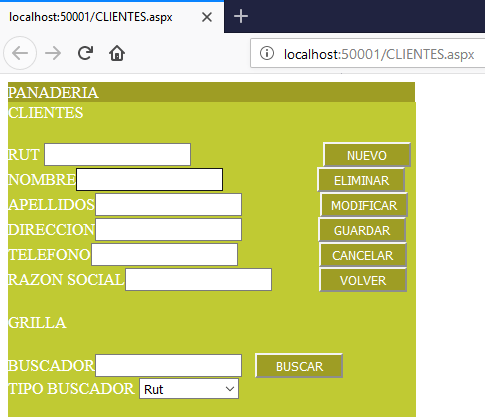 localhost:50001/CLIENTES.aspx
localhost:50001/CLIENTES.aspx
PANADERIA
CLIENTES
RUT NUEVO
NOMBRE ELIMINAR
APELLIDOS MODIFICAR
DIRECCION GUARDAR
TELEFONO CANCELAR
RAZON SOCIAL VOLVER
GRILLA
BUSCADOR BUSCAR
TIPO BUSCADOR Rut